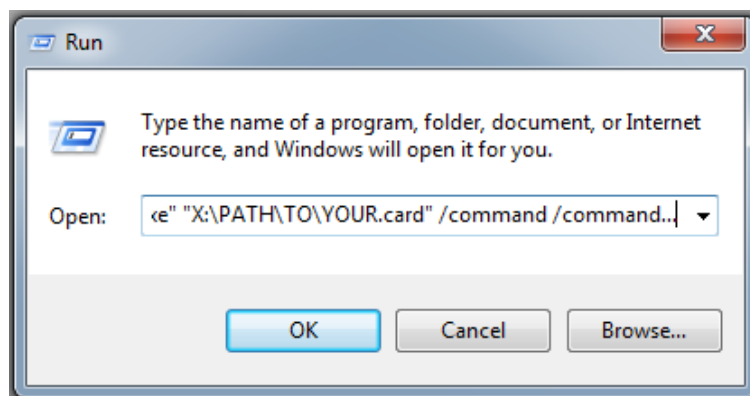 Run
Type the name of a program, folder, document, or Internet
resource, and Windows will open it for you.
Open:
e" "X:\PATH\TO\YOUR.card" /command /command...
OK
Cancel
Browse...